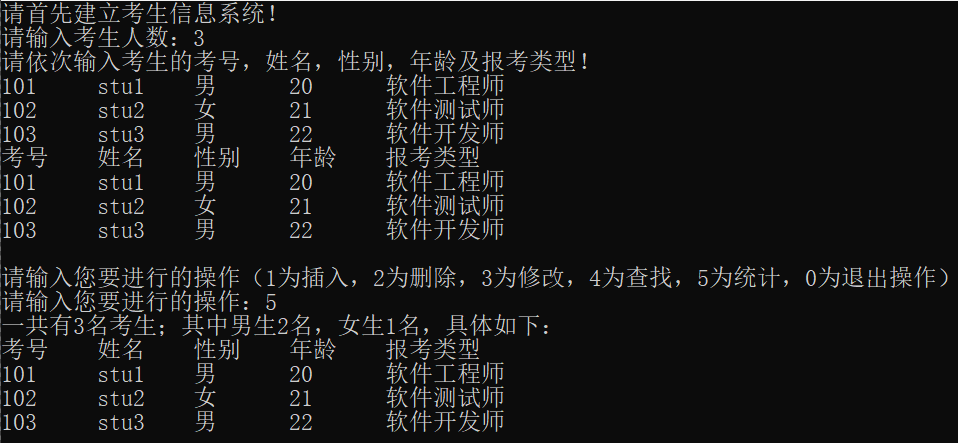 请首先建立考生信息系统!
请输入考生人数:3
请依次输入考生的考号,姓名,性别,年龄及报考类型!
101 stu1 男 20 软件工程师
102 stu2 女 21 软件测试师
103 stu3 男 22 软件开发师
考号 姓名 性别 年龄 报考类型
101 stu1 男 20 软件工程师
102 stu2 女 21 软件测试师
103 stu3 男 22 软件开发师
请输入您要进行的操作(1为插入,2为删除,3为修改,4为查找,5为统计,0为退出操作)
请输入您要进行的操作:5
一共有3名考生;其中男生2名,女生1名,具体如下:
考号 姓名 性别 年龄 报考类型
101 stu1 男 20 软件工程师
102 stu2 女 21 软件测试师
103 stu3 男 22 软件开发师